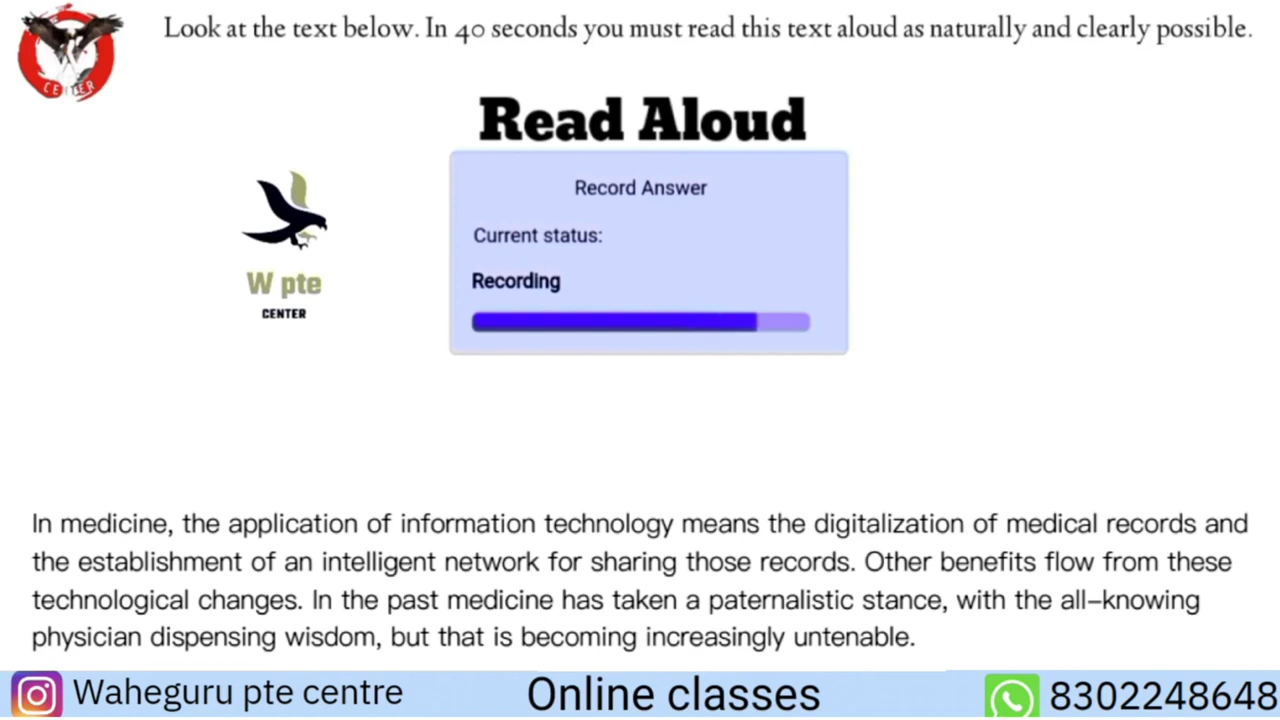 Look at the text below. In 40 seconds you must read this text aloud as naturally and clearly possible.
CENTER
Read Aloud
Record Answer
Current status:
Recording
W pte
CENTER
In medicine, the application of information technology means the digitalization of medical records and
the establishment of an intelligent network for sharing those records. Other benefits flow from these
technological changes. In the past medicine has taken a paternalistic stance, with the all-knowing
physician dispensing wisdom, but that is becoming increasingly untenable.
Waheguru pte centre
Online classes
8302248648